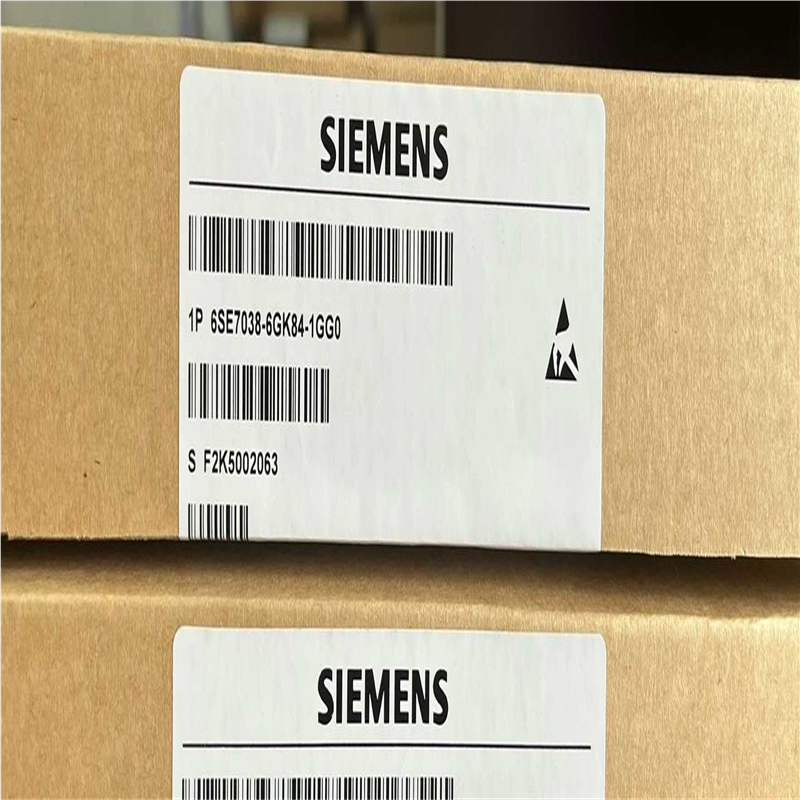 SIEMENS
1P 6SE7038-6GK84-1GG0
S F2K5002063
SIEMENS